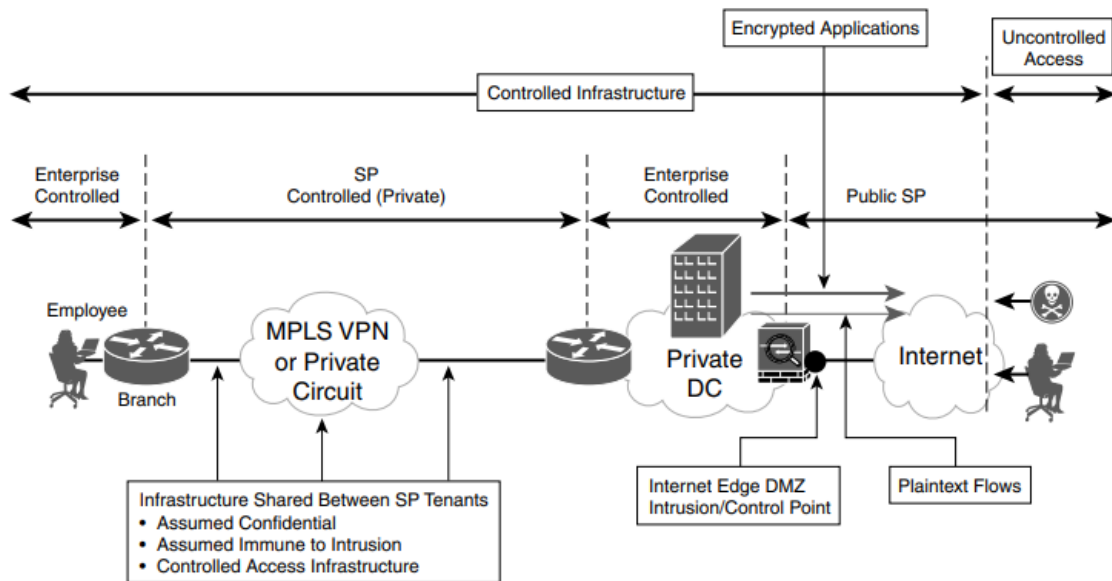 Encrypted Applications
Uncontrolled
Access
Controlled Infrastructure
Enterprise
Controlled
SP
Controlled (Private)
Enterprise
Controlled
Public SP
Employee
Branch
MPLS VPN
or Private
Circuit
Private
DC
Internet
Infrastructure Shared Between SP Tenants
• Assumed Confidential
• Assumed Immune to Intrusion
• Controlled Access Infrastructure
Internet Edge DMZ
Intrusion/Control Point
Plaintext Flows